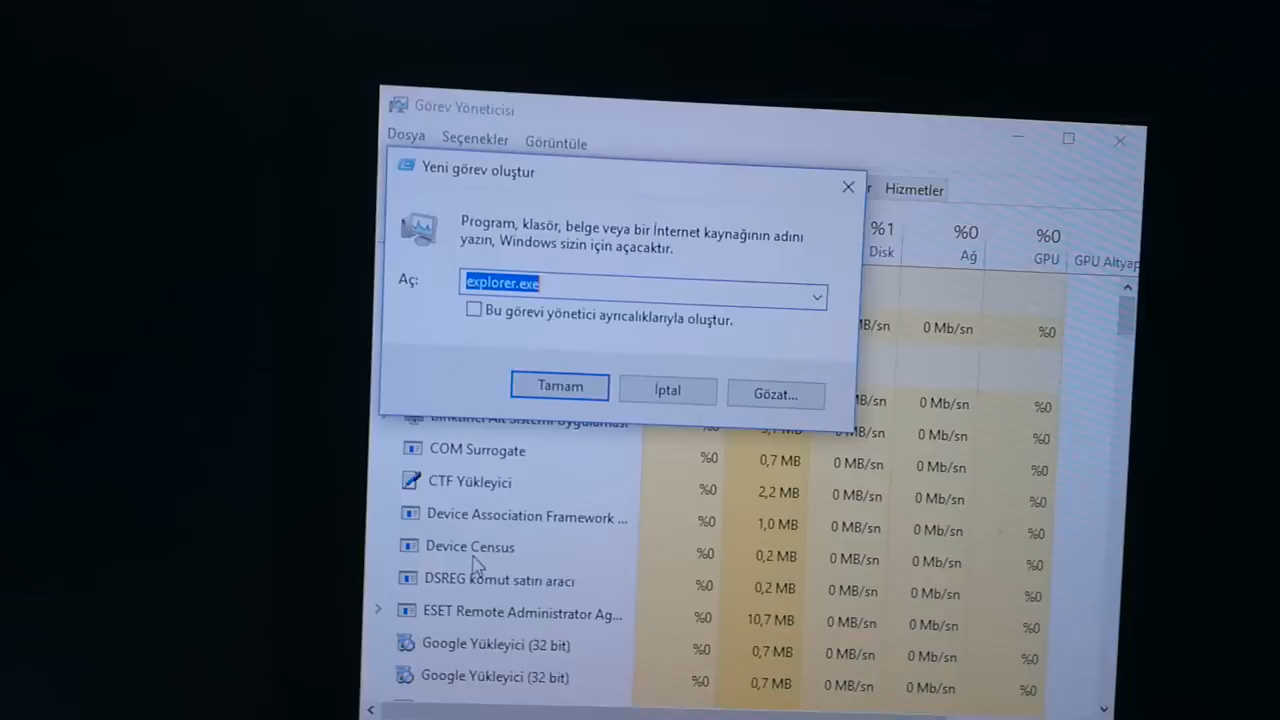 Görev Yöneticisi
Dosya Seçenekler Görüntüle
Yeni görev oluştur
Hizmetler
Program, klasör, belge veya bir İnternet kaynağının adını
yazın, Windows sizin için açacaktır.
Aç: explorer.exe
Bu görevi yönetici ayrıcalıklarıyla oluştur.
Tamam İptal Gözat...
%1 %0 %0
Disk Ağ GPU GPU Altyap
MB/sn 0 Mb/sn %0
MB/sn 0 Mb/sn %0
MB/sn 0 Mb/sn %0
COM Surrogate %0 0,7 MB 0 MB/sn 0 Mb/sn %0
CTF Yükleyici %0 2,2 MB 0 MB/sn 0 Mb/sn %0
Device Association Framework ... %0 1,0 MB 0 MB/sn 0 Mb/sn %0
Device Census %0 0,2 MB 0 MB/sn 0 Mb/sn %0
DSREG komut satırı aracı %0 0,2 MB 0 MB/sn 0 Mb/sn %0
ESET Remote Administrator Ag... %0 10,7 MB 0 MB/sn 0 Mb/sn %0
Google Yükleyici (32 bit) %0 0,7 MB 0 MB/sn 0 Mb/sn %0
Google Yükleyici (32 bit) %0 0,7 MB 0 MB/sn 0 Mb/sn %0